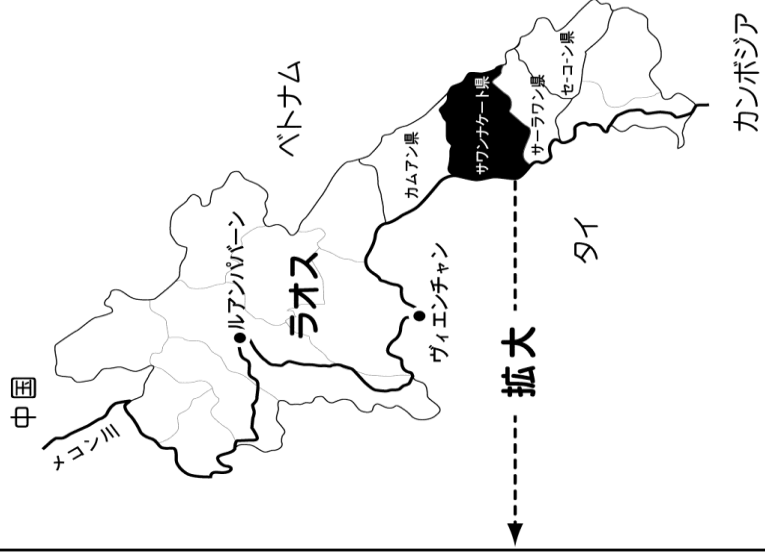 中国
メコン川
ベトナム
ルアンパバーン
ラオス
ヴィエンチャン
カムアン県
サワンナケート県
サーラワン県
セーコーン県
タイ
カンボジア
拡大